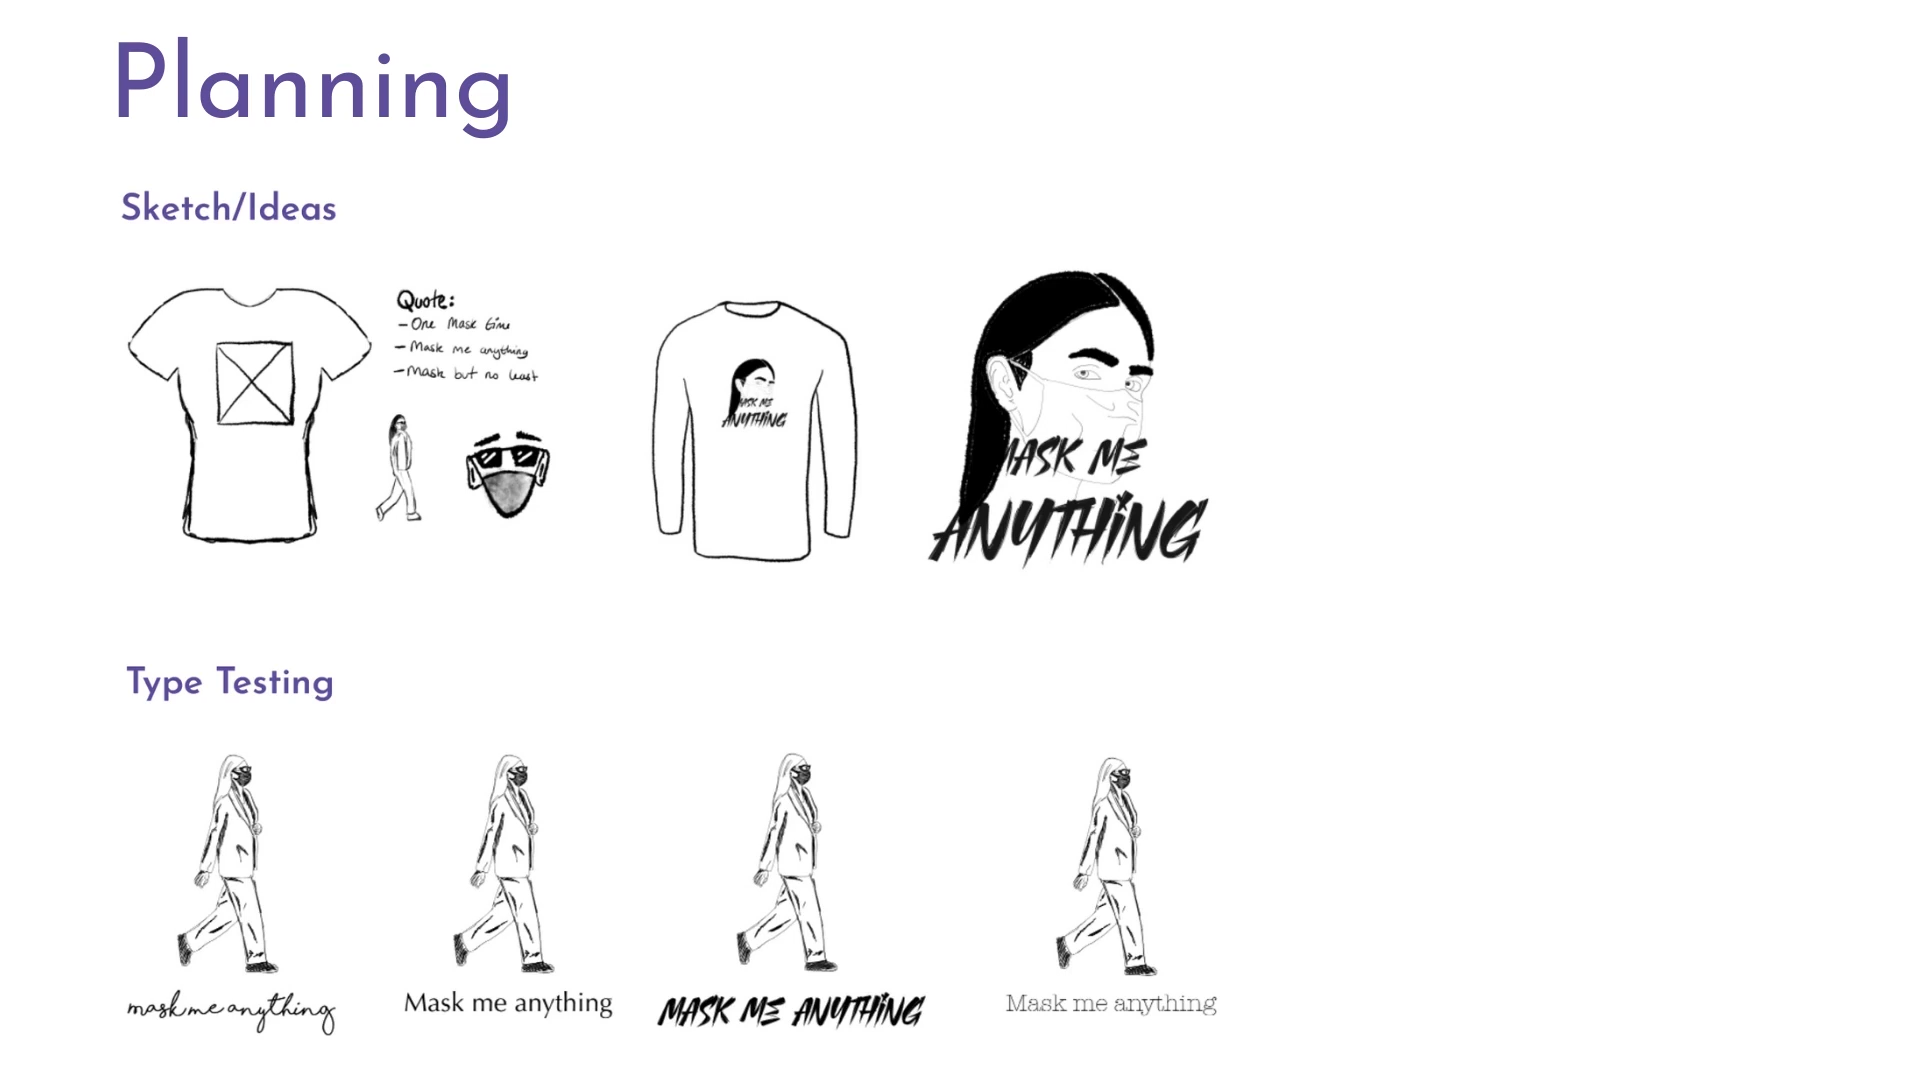 Planning
Sketch/Ideas
Quote:
- One Mask time
- Mask me anything
- Mask but no least
MASK ME
ANYTHING
MASK ME
ANYTHING
Type Testing
mask me anything
Mask me anything
MASK ME ANYTHING
Mask me anything